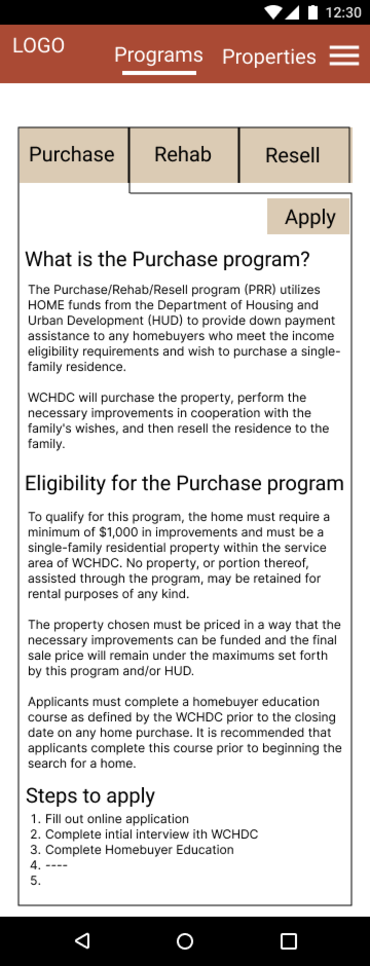 12:30
LOGO
Programs
Properties
Purchase
Rehab
Resell
Apply
What is the Purchase program?
The Purchase/Rehab/Resell program (PRR) utilizes
HOME funds from the Department of Housing and
Urban Development (HUD) to provide down payment
assistance to any homebuyers who meet the income
eligibility requirements and wish to purchase a single-
family residence.
WCHDC will purchase the property, perform the
necessary improvements in cooperation with the
family's wishes, and then resell the residence to the
family.
Eligibility for the Purchase program
To qualify for this program, the home must require a
minimum of $1,000 in improvements and must be a
single-family residential property within the service
area of WCHDC. No property, or portion thereof,
assisted through the program, may be retained for
rental purposes of any kind.
The property chosen must be priced in a way that the
necessary improvements can be funded and the final
sale price will remain under the maximums set forth
by this program and/or HUD.
Applicants must complete a homebuyer education
course as defined by the WCHDC prior to the closing
date on any home purchase. It is recommended that
applicants complete this course prior to beginning the
search for a home.
Steps to apply
1. Fill out online application
2. Complete intial interview ith WCHDC
3. Complete Homebuyer Education
4. ----
5.